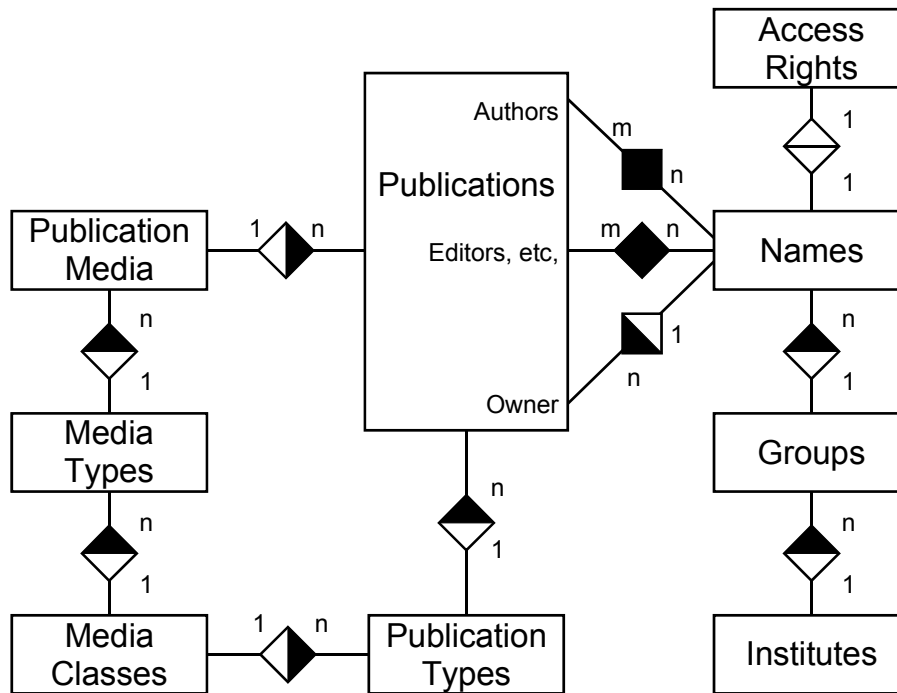 Access
Rights
Authors
m
1
Publications
n
1
Publication
Media
1
n
Editors, etc,
m
n
Names
n
1
1
n
n
1
Owner
Media
Types
Groups
n
1
n
1
n
1
Media
Classes
1
n
Publication
Types
Institutes